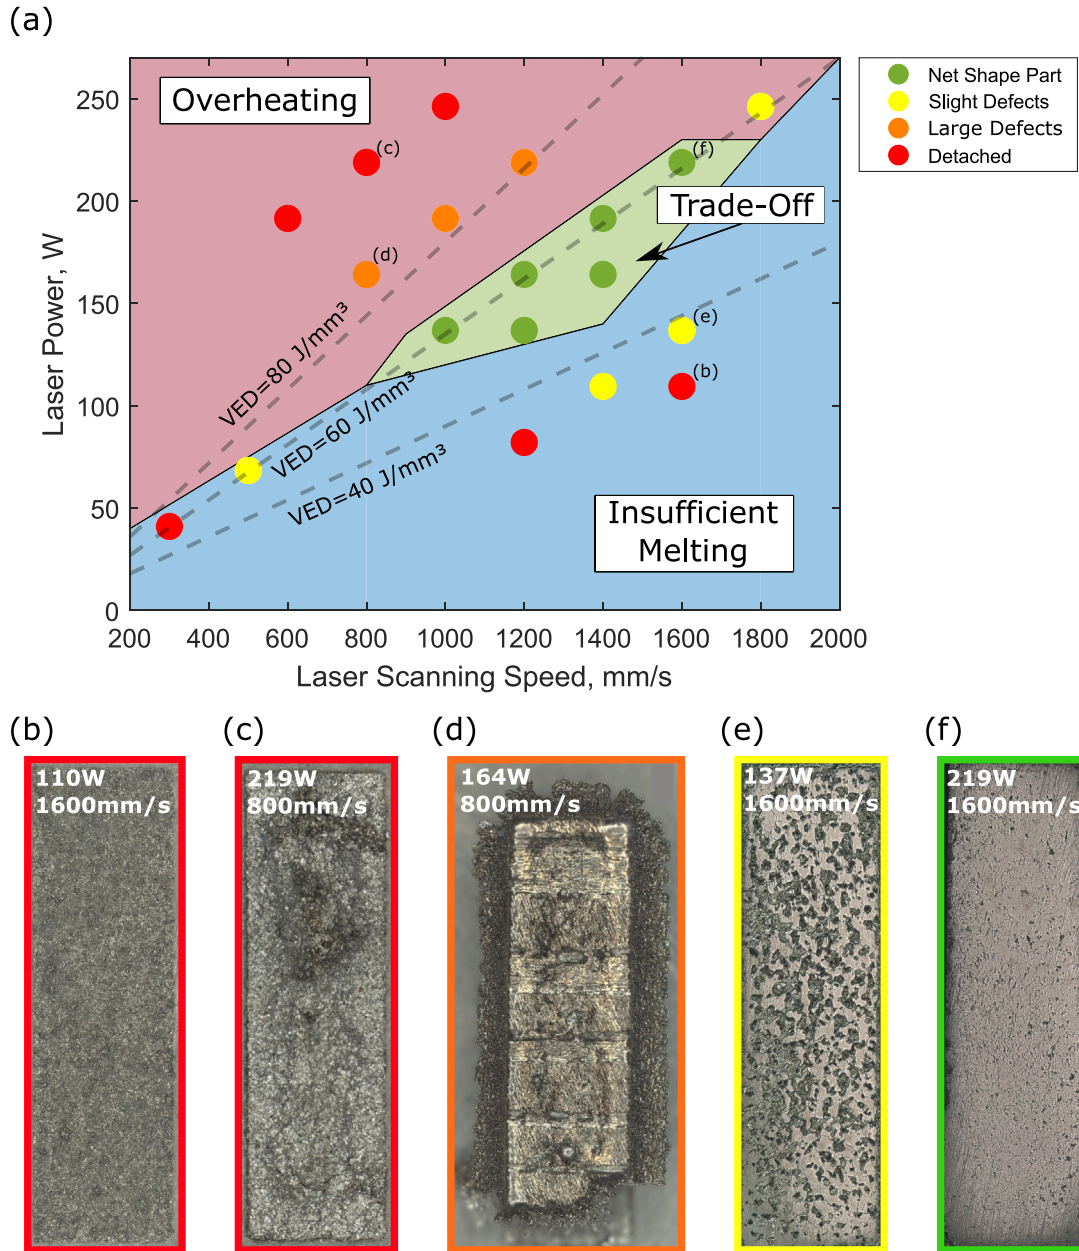 (a)
Overheating
Net Shape Part
Slight Defects
Large Defects
Detached
250
200
150
100
50
0
Laser Power, W
(c)
(f)
Trade-Off
(d)
VED=80 J/mm³
(e)
VED=60 J/mm³
(b)
VED=40 J/mm³
Insufficient
Melting
200 400 600 800 1000 1200 1400 1600 1800 2000
Laser Scanning Speed, mm/s
(b)
110W
1600mm/s
(c)
219W
800mm/s
(d)
164W
800mm/s
(e)
137W
1600mm/s
(f)
219W
1600mm/s